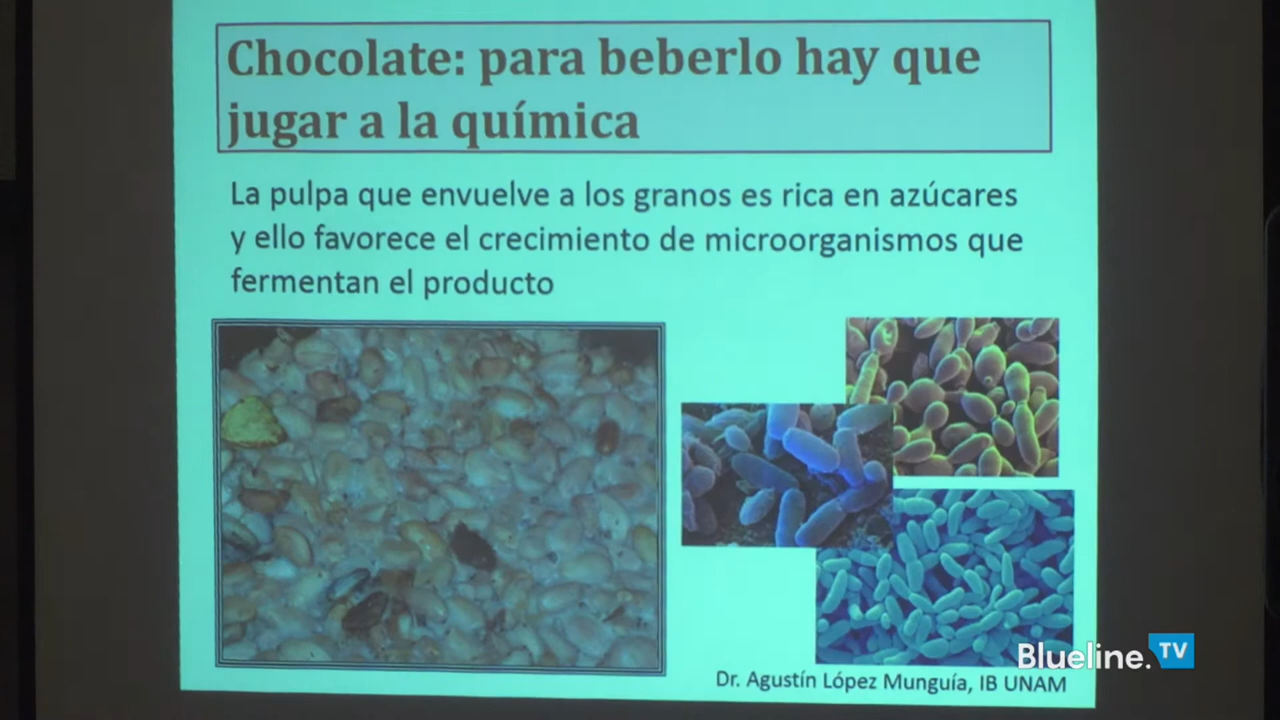 Chocolate: para beberlo hay que
jugar a la química
La pulpa que envuelve a los granos es rica en azúcares
y ello favorece el crecimiento de microorganismos que
fermentan el producto
Dr. Agustín López Munguía, IB UNAM
Blueline.TV